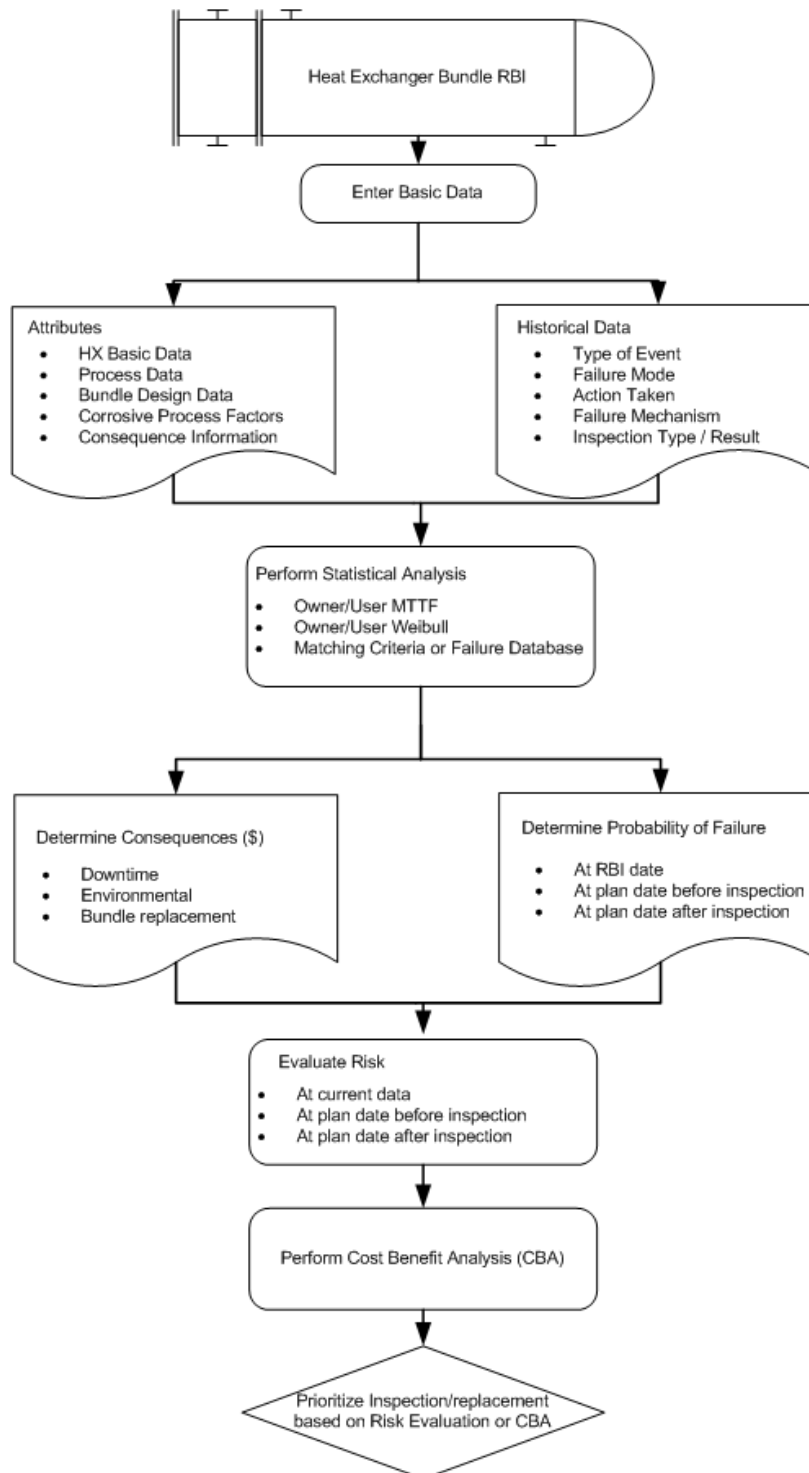 Heat Exchanger Bundle RBI
Enter Basic Data
Attributes
• HX Basic Data
• Process Data
• Bundle Design Data
• Corrosive Process Factors
• Consequence Information
Historical Data
• Type of Event
• Failure Mode
• Action Taken
• Failure Mechanism
• Inspection Type / Result
Perform Statistical Analysis
• Owner/User MTTF
• Owner/User Weibull
• Matching Criteria or Failure Database
Determine Consequences ($)
• Downtime
• Environmental
• Bundle replacement
Determine Probability of Failure
• At RBI date
• At plan date before inspection
• At plan date after inspection
Evaluate Risk
• At current data
• At plan date before inspection
• At plan date after inspection
Perform Cost Benefit Analysis (CBA)
Prioritize Inspection/replacement
based on Risk Evaluation or CBA